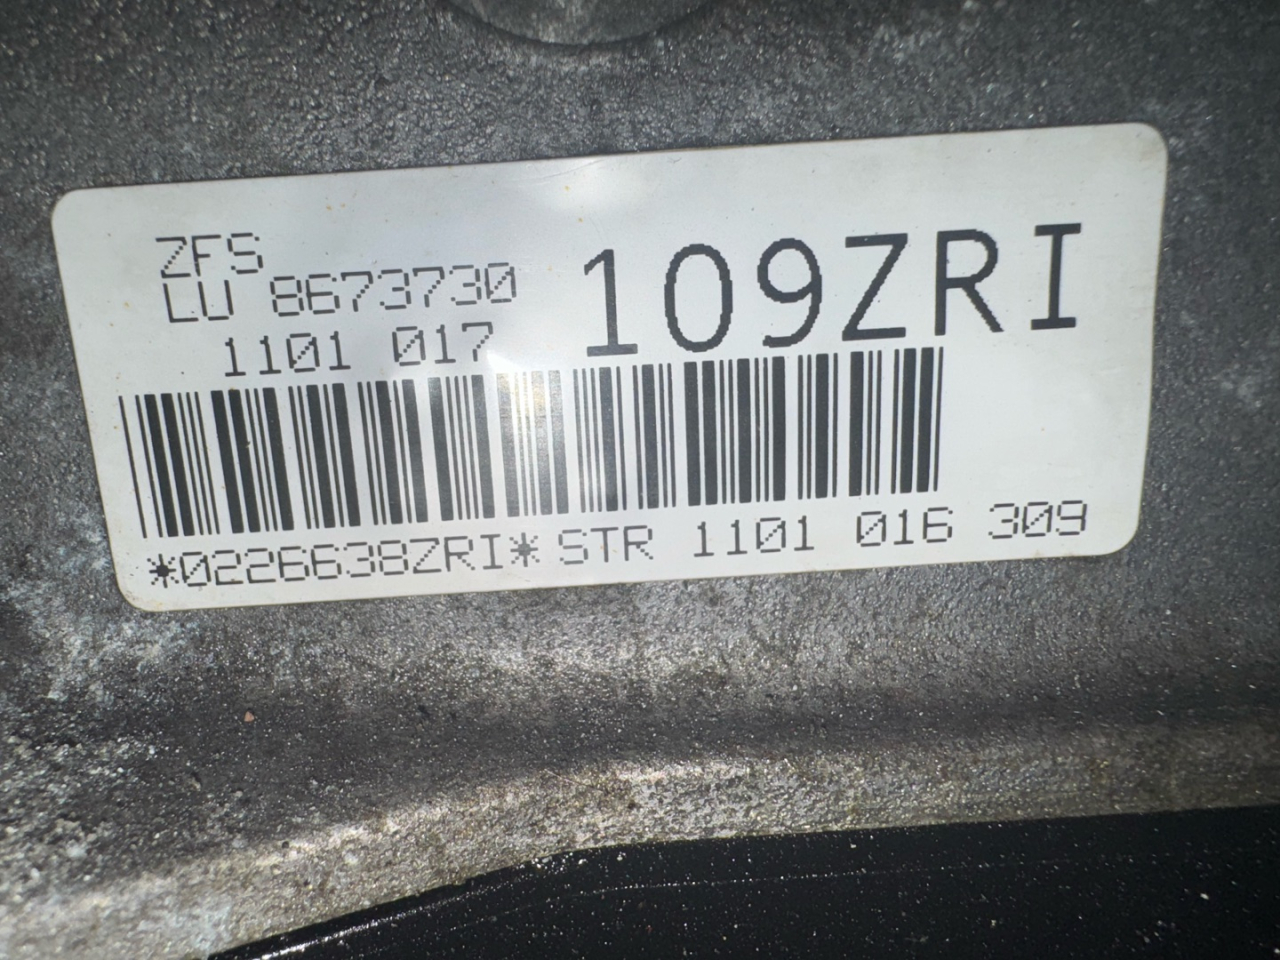 ZFS
LU 8673730
1101 017
109ZRI
*0226638ZRI* STR 1101 016 309